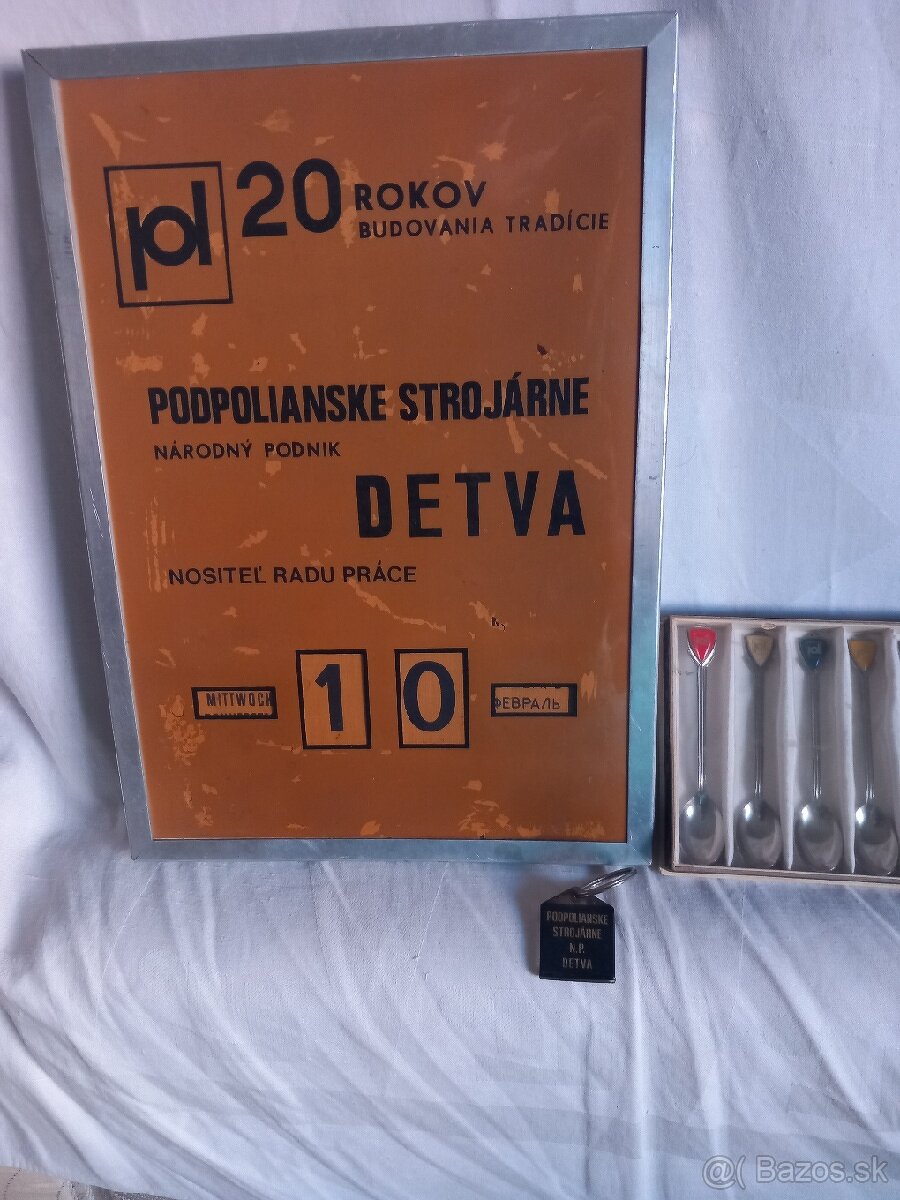 pd
20 ROKOV
BUDOVANIA TRADÍCIE
PODPOLIANSKE STROJÁRNE
NÁRODNÝ PODNIK
DETVA
NOSITEĽ RADU PRÁCE
MITTWOCH
1 0
ФЕВРАЛЬ
PODPOLIANSKE
STROJÁRNE
N.P.
DETVA
@( Bazos.sk